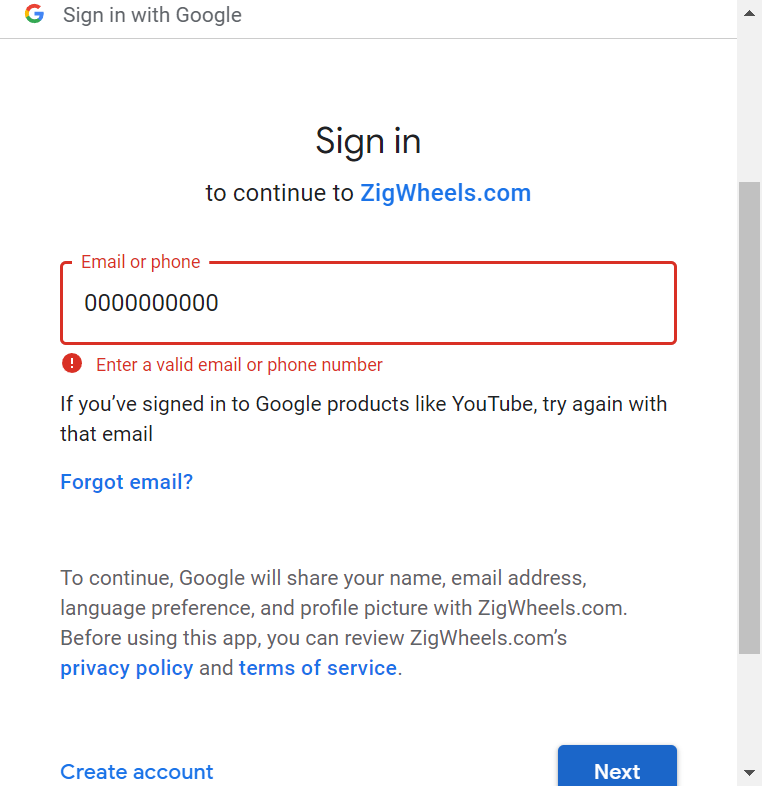 Sign in with Google
Sign in
to continue to ZigWheels.com
Email or phone
0000000000
Enter a valid email or phone number
If you’ve signed in to Google products like YouTube, try again with
that email
Forgot email?
To continue, Google will share your name, email address,
language preference, and profile picture with ZigWheels.com.
Before using this app, you can review ZigWheels.com’s
privacy policy and terms of service.
Create account
Next